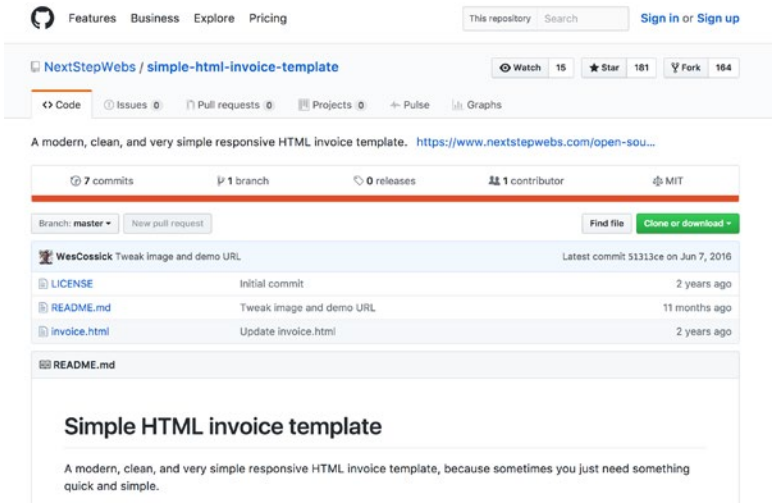 Features Business Explore Pricing This repository Search Sign in or Sign up
NextStepWebs / simple-html-invoice-template Watch 15 Star 181 Fork 164
Code Issues 0 Pull requests 0 Projects 0 Pulse Graphs
A modern, clean, and very simple responsive HTML invoice template. https://www.nextstepwebs.com/open-sou...
7 commits 1 branch 0 releases 1 contributor MIT
Branch: master New pull request Find file Clone or download
WesCossick Tweak image and demo URL Latest commit 51313ce on Jun 7, 2016
LICENSE Initial commit 2 years ago
README.md Tweak image and demo URL 11 months ago
invoice.html Update invoice.html 2 years ago
README.md
Simple HTML invoice template
A modern, clean, and very simple responsive HTML invoice template, because sometimes you just need something
quick and simple.